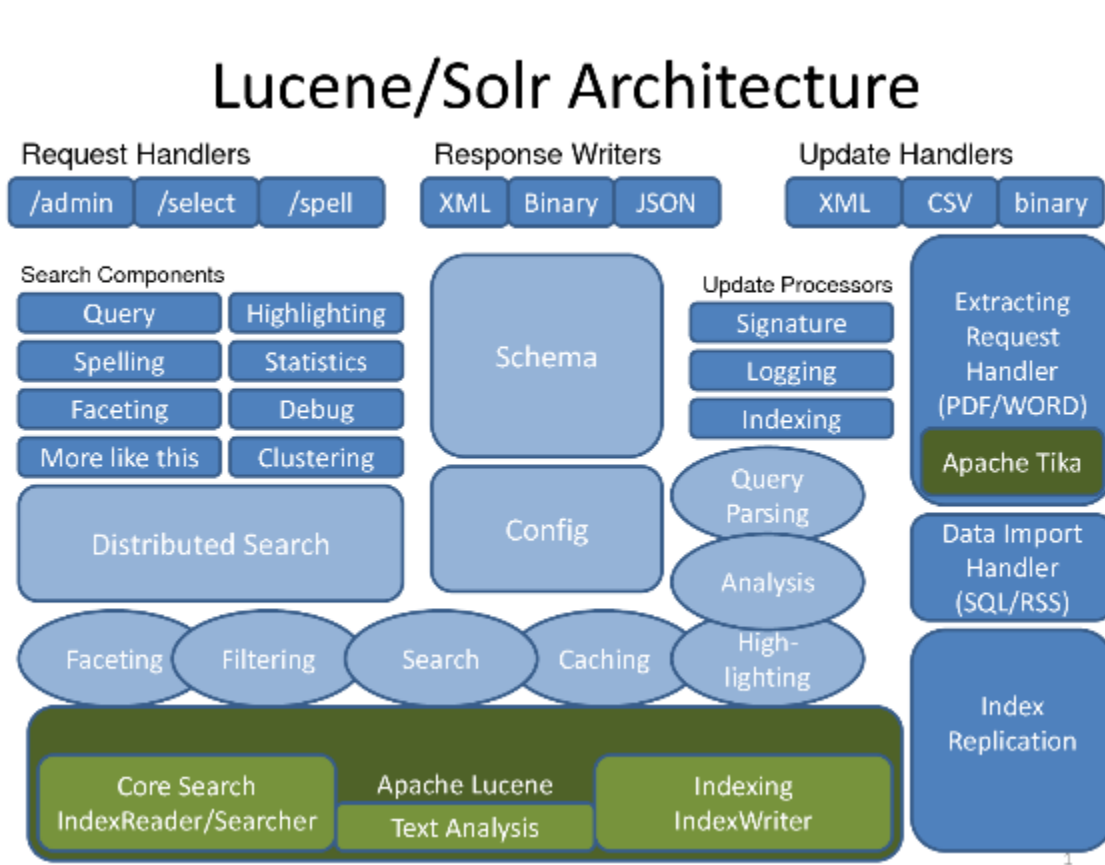 Lucene/Solr Architecture
Request Handlers
/admin
/select
/spell
Response Writers
XML
Binary
JSON
Update Handlers
XML
CSV
binary
Search Components
Query
Highlighting
Spelling
Statistics
Faceting
Debug
More like this
Clustering
Distributed Search
Schema
Config
Update Processors
Signature
Logging
Indexing
Query
Parsing
Analysis
High-
lighting
Extracting
Request
Handler
(PDF/WORD)
Apache Tika
Data Import
Handler
(SQL/RSS)
Index
Replication
Faceting
Filtering
Search
Caching
Core Search
IndexReader/Searcher
Apache Lucene
Text Analysis
Indexing
IndexWriter
1